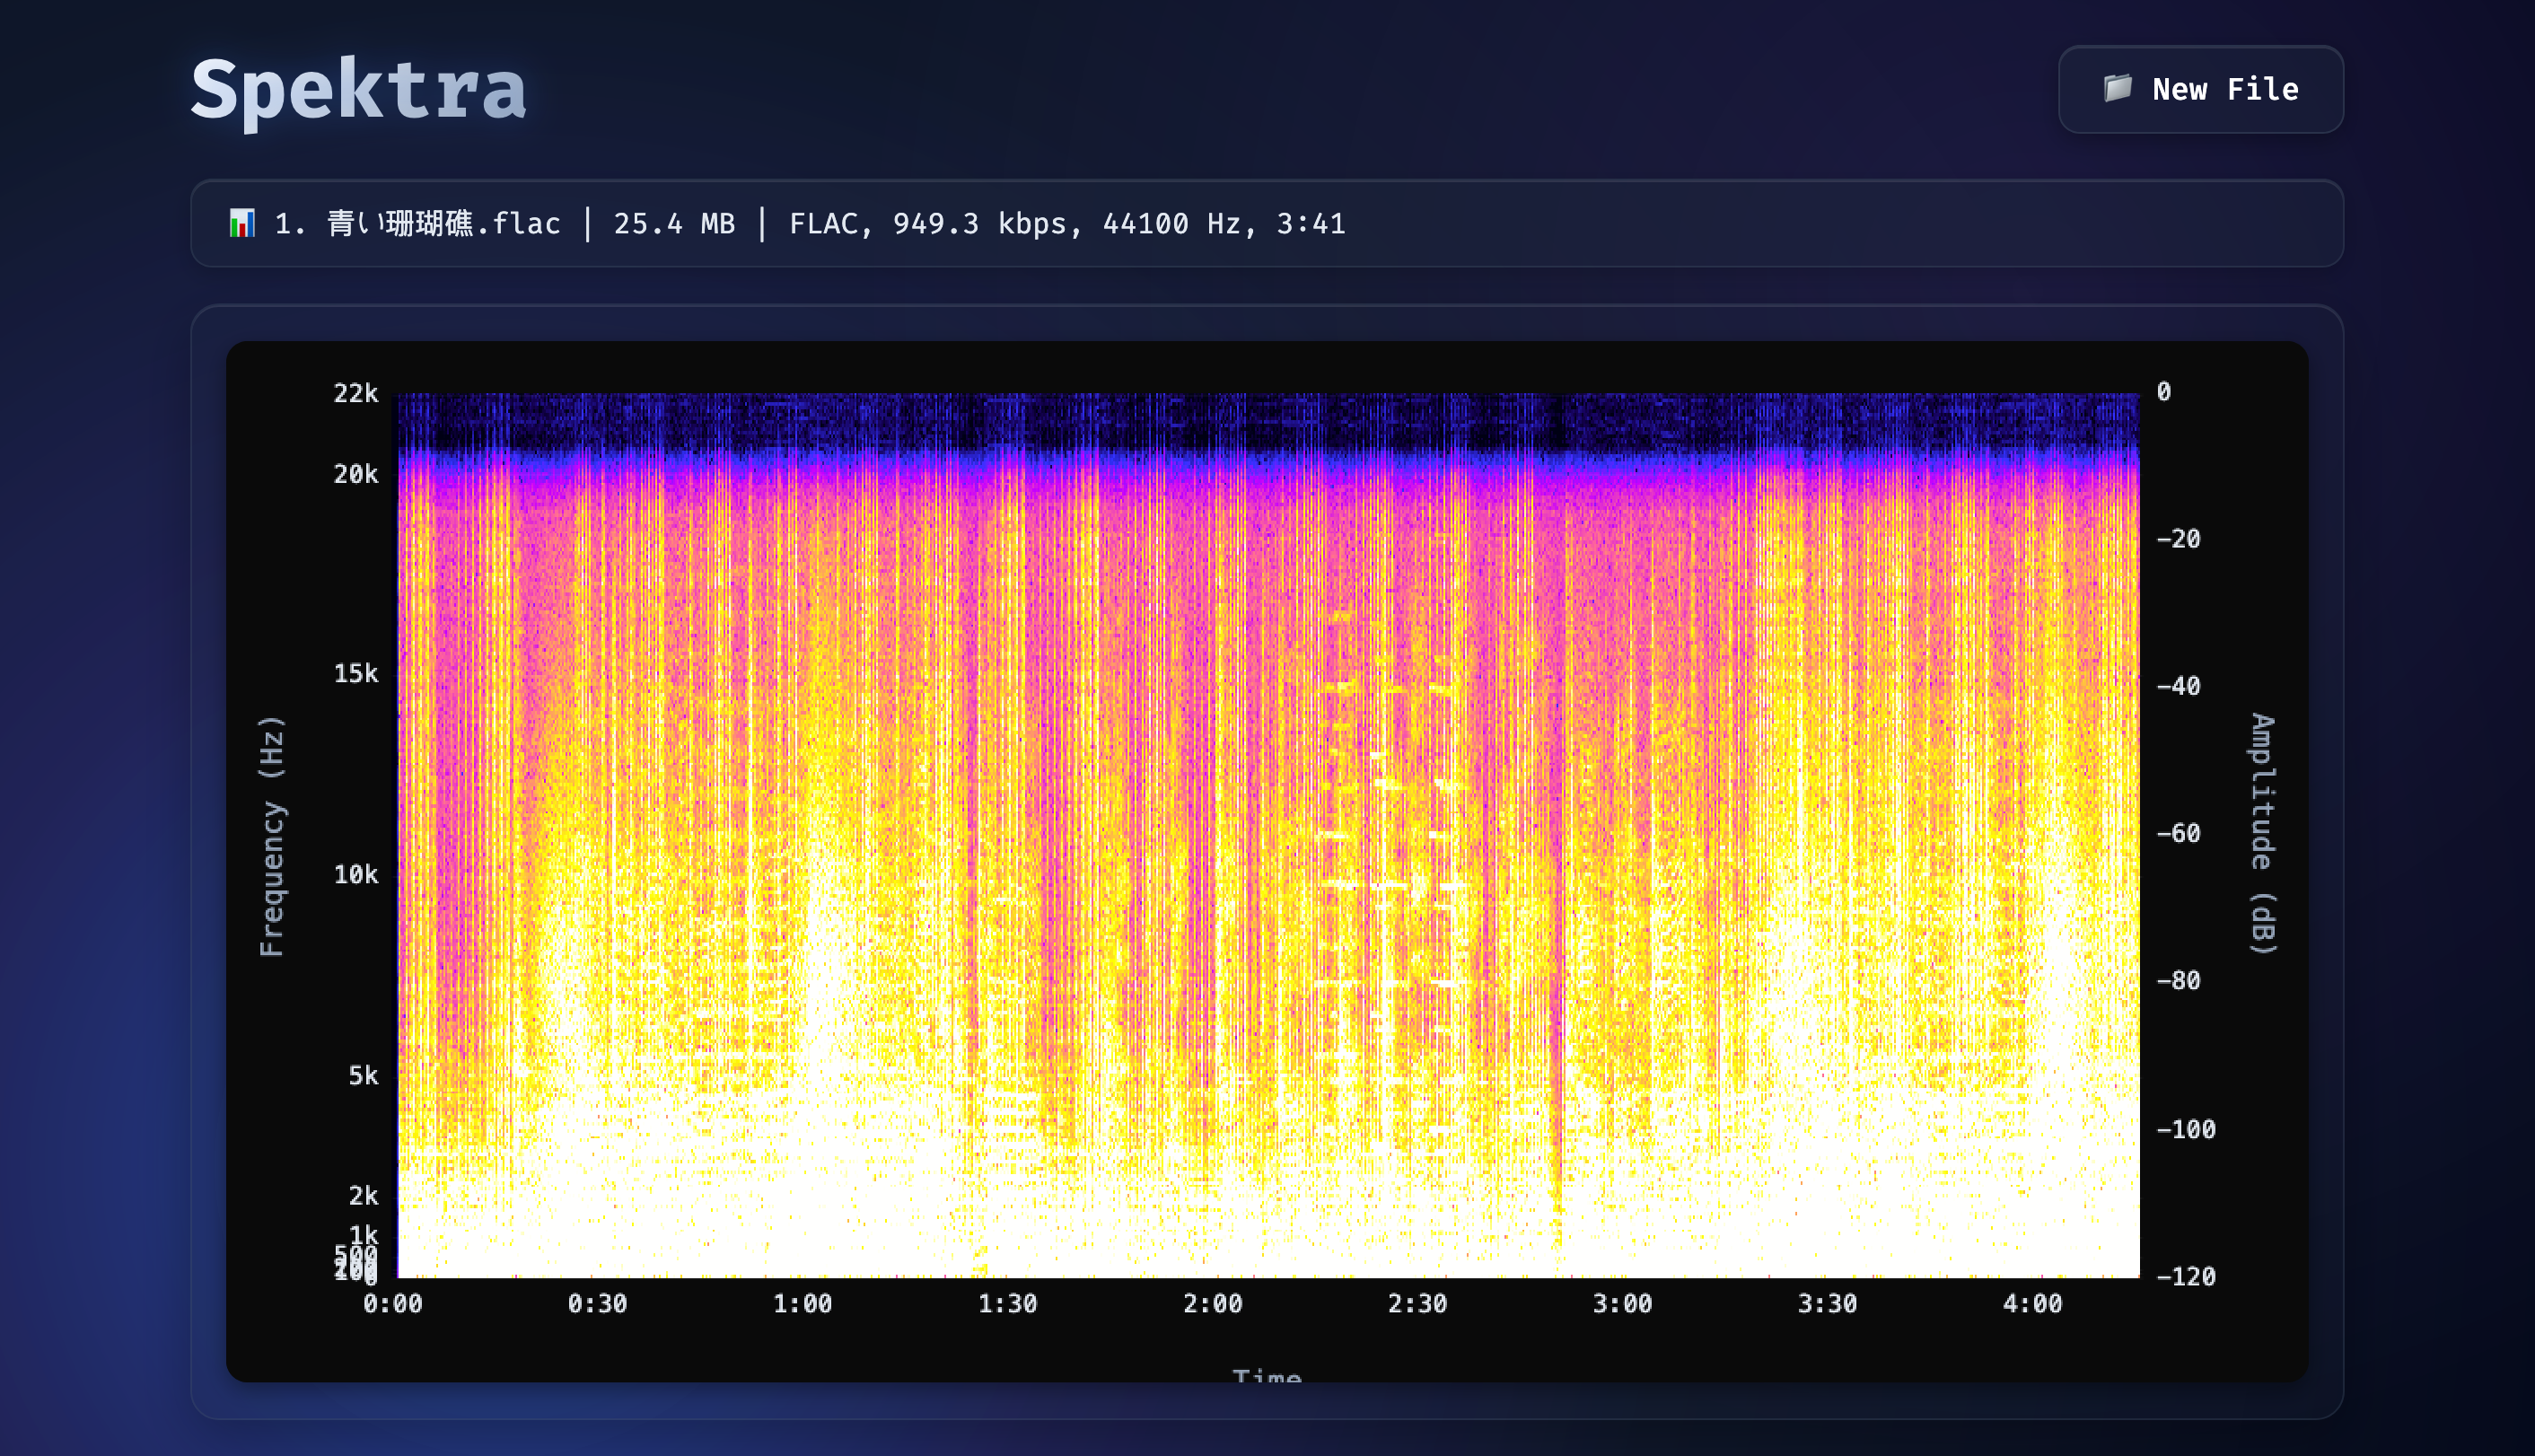 Spektra
📁 New File
📊 1. 青い珊瑚礁.flac | 25.4 MB | FLAC, 949.3 kbps, 44100 Hz, 3:41
22k
20k
15k
10k
5k
2k
1k
500
100
0
Frequency (Hz)
0
-20
-40
-60
-80
-100
-120
Amplitude (dB)
0:00 0:30 1:00 1:30 2:00 2:30 3:00 3:30 4:00
Time